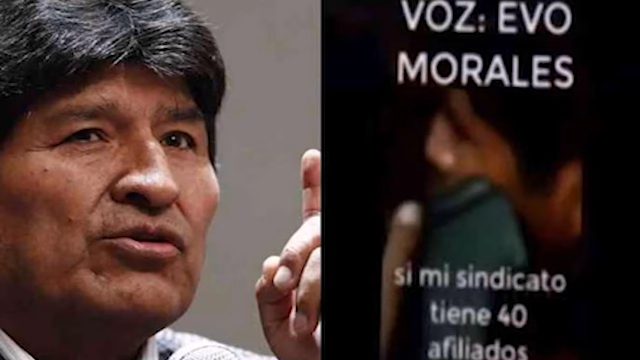 VOZ: EVO
MORALES
si mi sindicato
tiene 40
afiliados